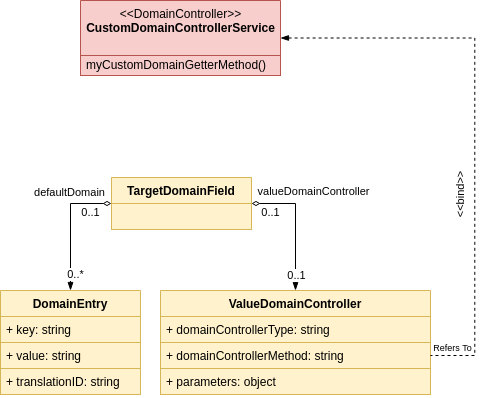 <<DomainController>>
CustomDomainControllerService
myCustomDomainGetterMethod()
<<bind>>
defaultDomain
TargetDomainField
valueDomainController
0..1
0..1
0..*
0..1
DomainEntry
+ key: string
+ value: string
+ translationID: string
ValueDomainController
+ domainControllerType: string
+ domainControllerMethod: string
+ parameters: object
Refers To